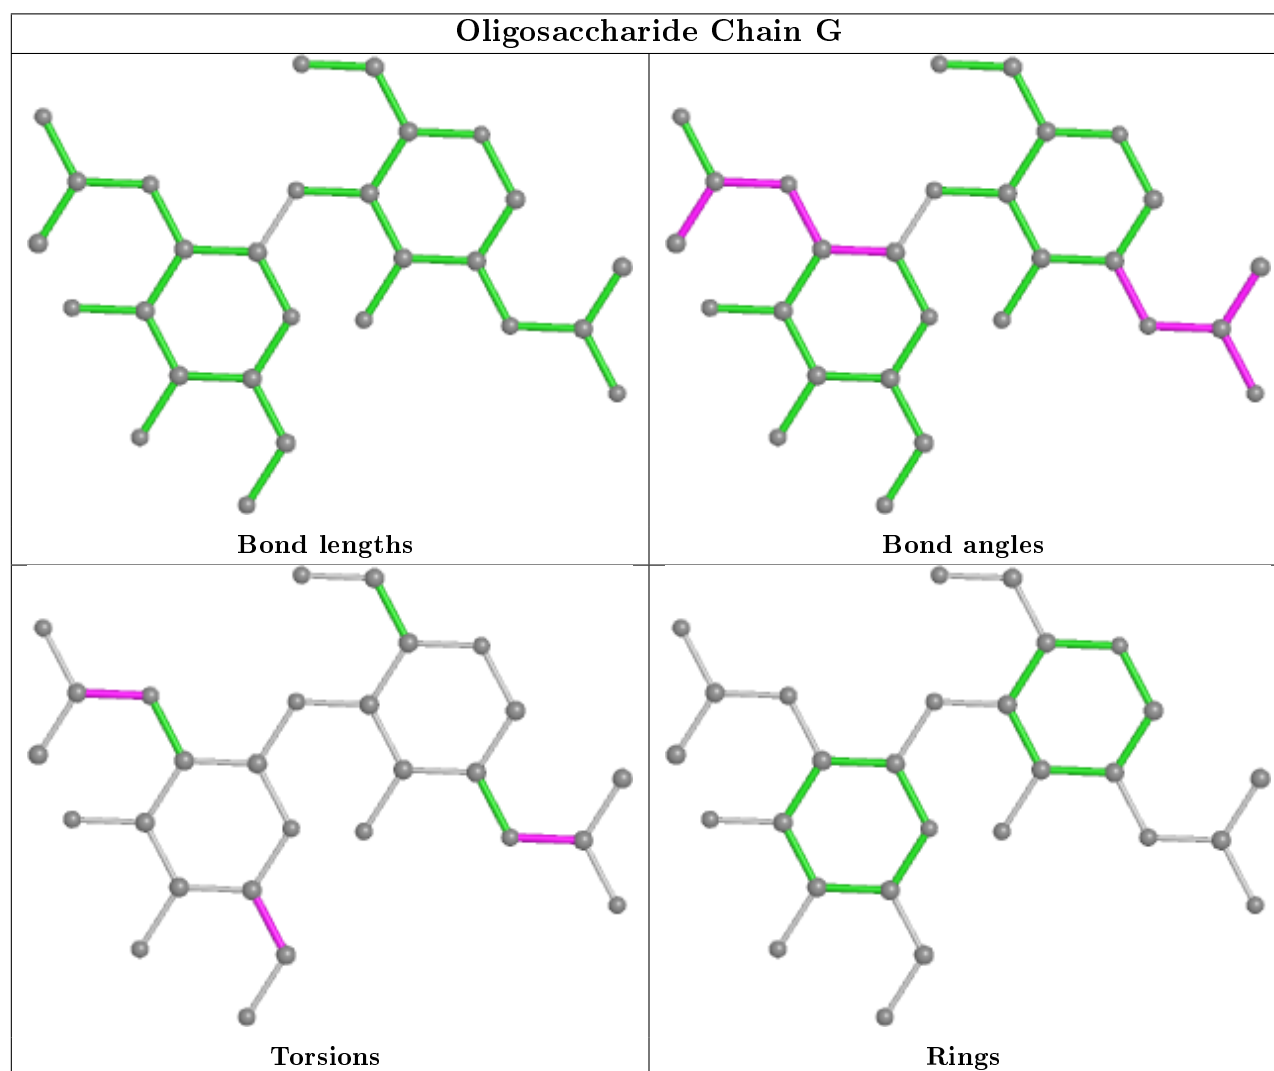 Oligosaccharide Chain G
Bond lengths
Bond angles
Torsions
Rings